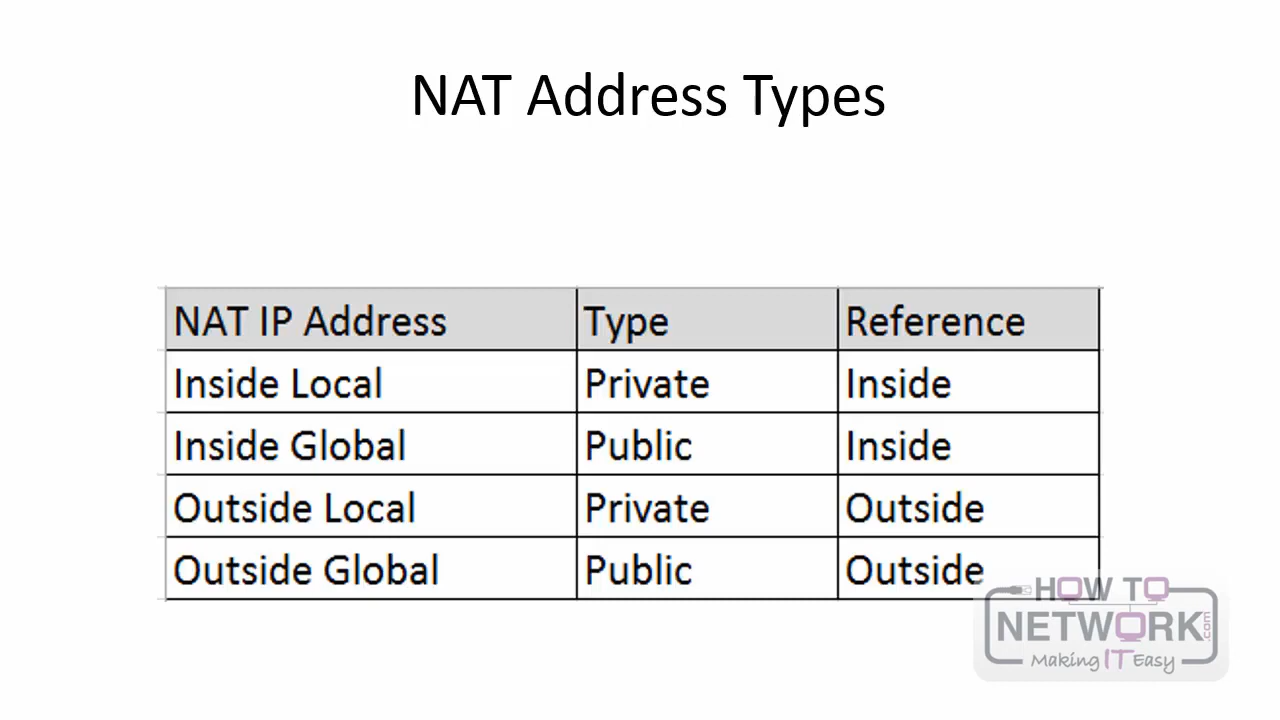 NAT Address Types
NAT IP Address Type Reference
Inside Local Private Inside
Inside Global Public Inside
Outside Local Private Outside
Outside Global Public Outside
HOW TO
NETWORK.com
Making IT Easy